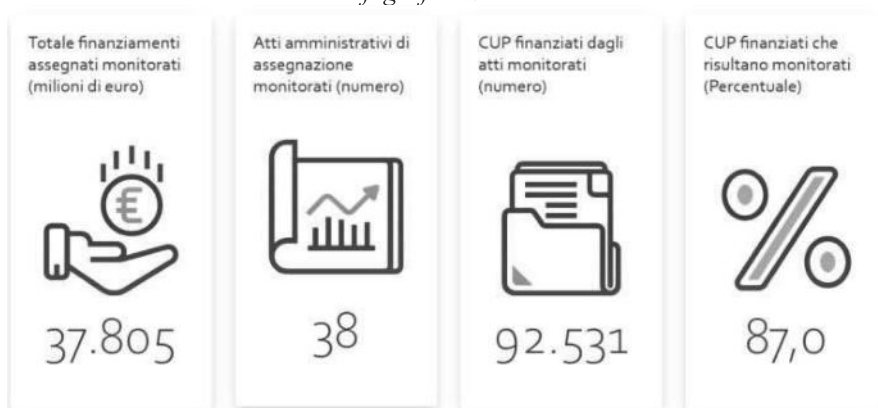 Totale finanziamenti
assegnati monitorati
(milioni di euro)
€
37.805
Atti amministrativi di
assegnazione
monitorati (numero)
38
CUP finanziati dagli
atti monitorati
(numero)
92.531
CUP finanziati che
risultano monitorati
(Percentuale)
%
87,0